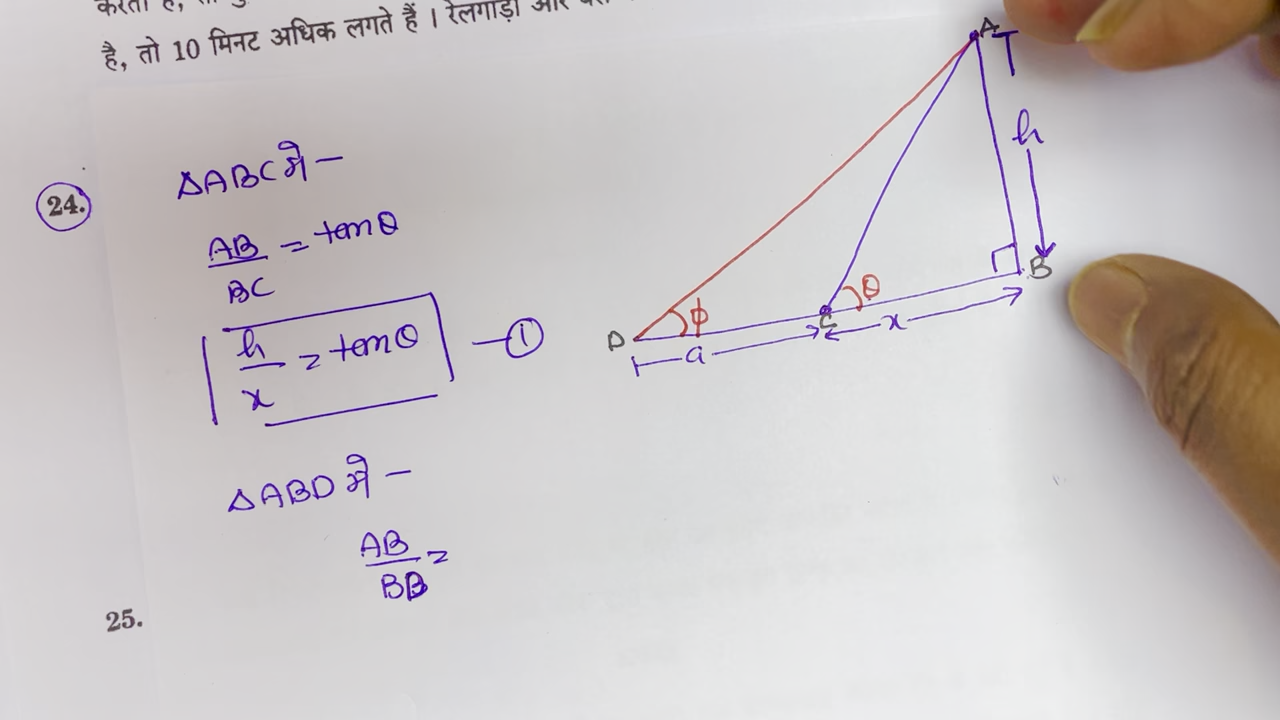 है, तो 10 मिनट अधिक लगते हैं । रेलगाड़ी और
24.
ΔABC मे –
AB/BC = tanθ
h/x = tanθ —①
ΔABD मे –
AB/BD =
25.
A
T
h
B
D
ϕ
C
θ
a
x